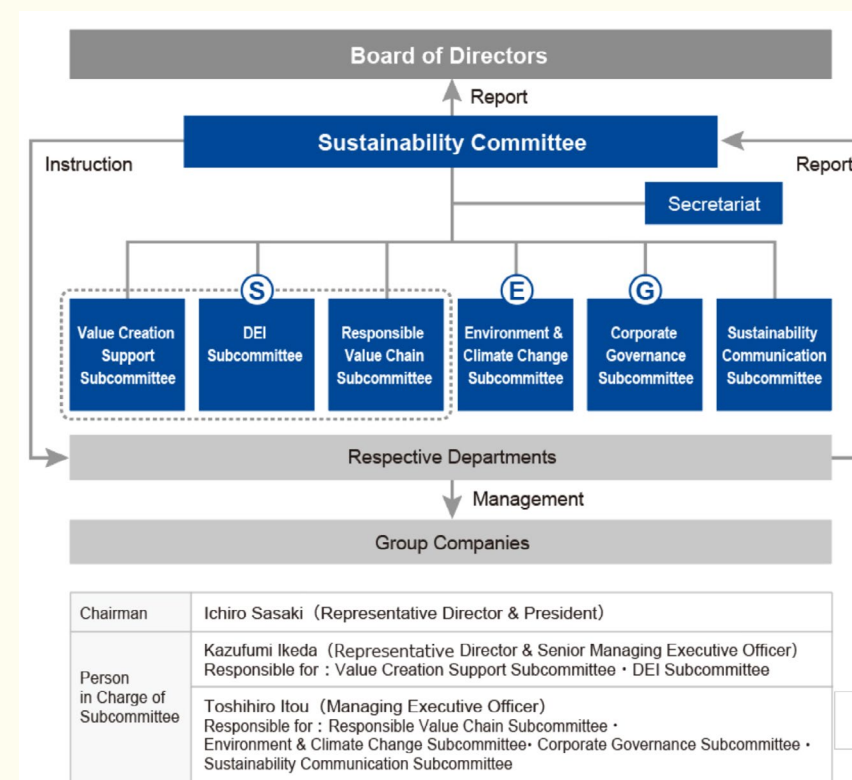 Board of Directors
Report
Sustainability Committee
Instruction
Report
Secretariat
S
E
G
Value Creation
Support
Subcommittee
DEI
Subcommittee
Responsible
Value Chain
Subcommittee
Environment &
Climate Change
Subcommittee
Corporate
Governance
Subcommittee
Sustainability
Communication
Subcommittee
Respective Departments
Management
Group Companies
Chairman
Ichiro Sasaki（Representative Director & President）
Person
in Charge of
Subcommittee
Kazufumi Ikeda（Representative Director & Senior Managing Executive Officer）
Responsible for : Value Creation Support Subcommittee・DEI Subcommittee
Toshihiro Itou（Managing Executive Officer）
Responsible for : Responsible Value Chain Subcommittee・
Environment & Climate Change Subcommittee・Corporate Governance Subcommittee・
Sustainability Communication Subcommittee